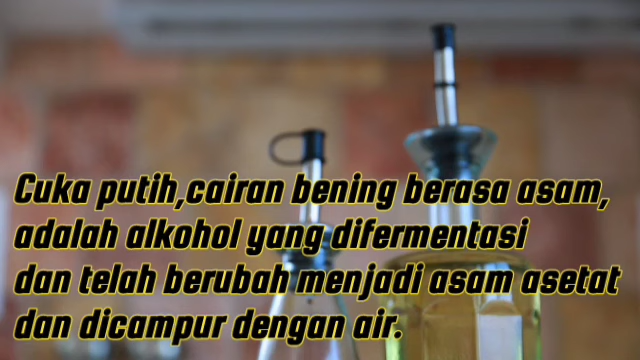 Cuka putih,cairan bening berasa asam,
adalah alkohol yang difermentasi
dan telah berubah menjadi asam asetat
dan dicampur dengan air.